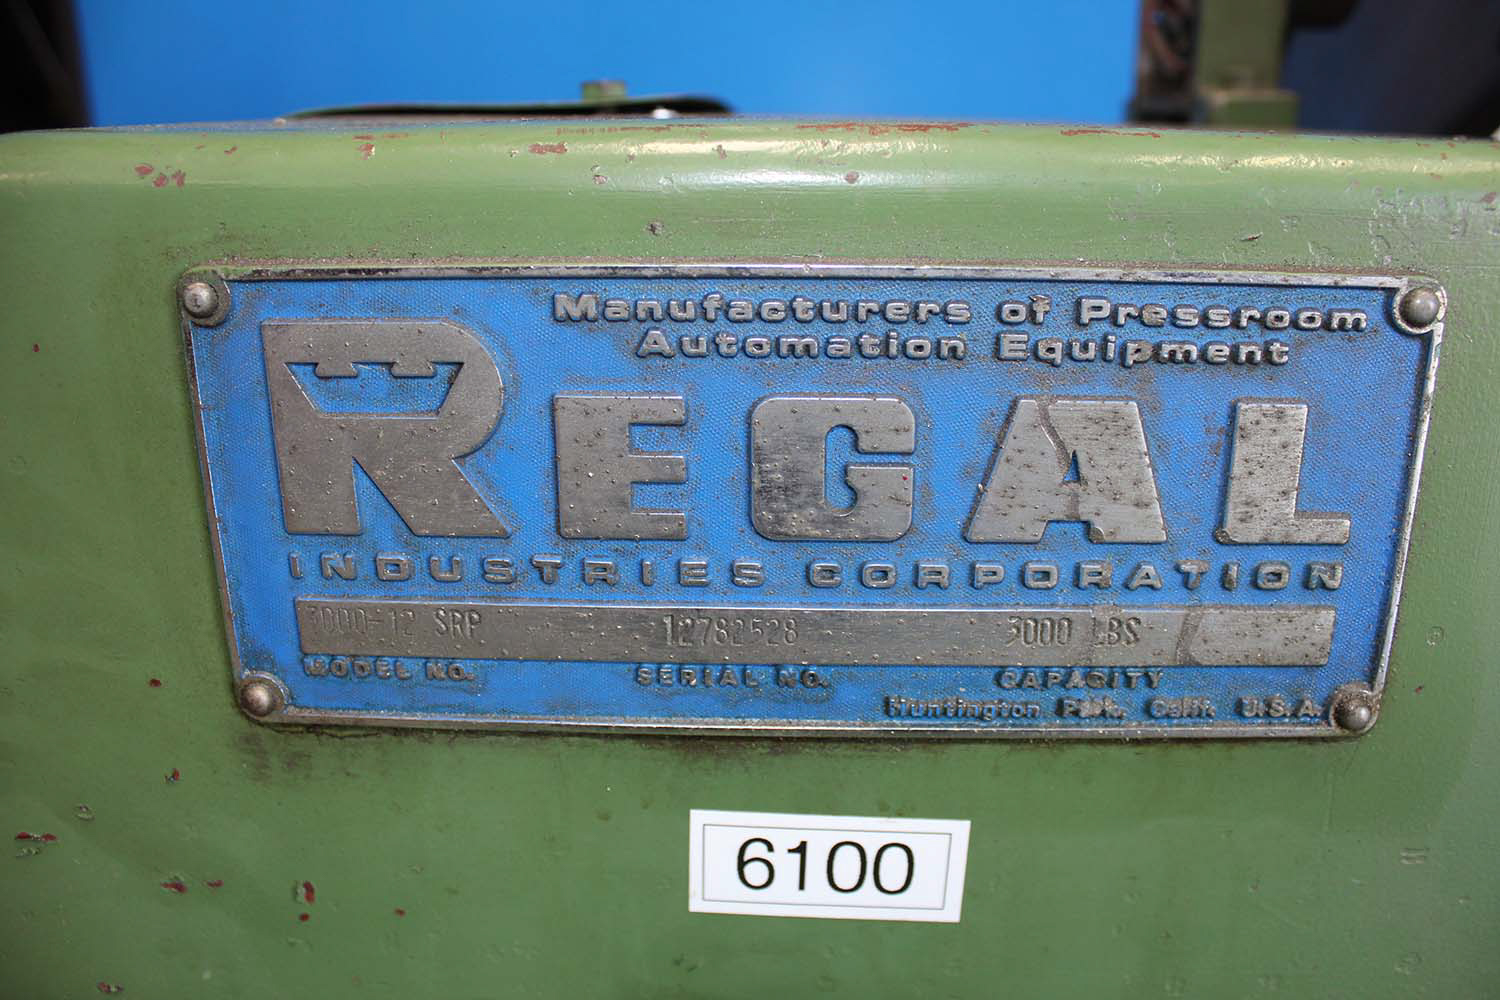 Manufacturers of Pressroom
Automation Equipment
REGAL
INDUSTRIES CORPORATION
3000-12 SRP 12782528 3000 LBS
MODEL NO. SERIAL NO. CAPACITY
Huntington Park, Calif. U.S.A.
6100